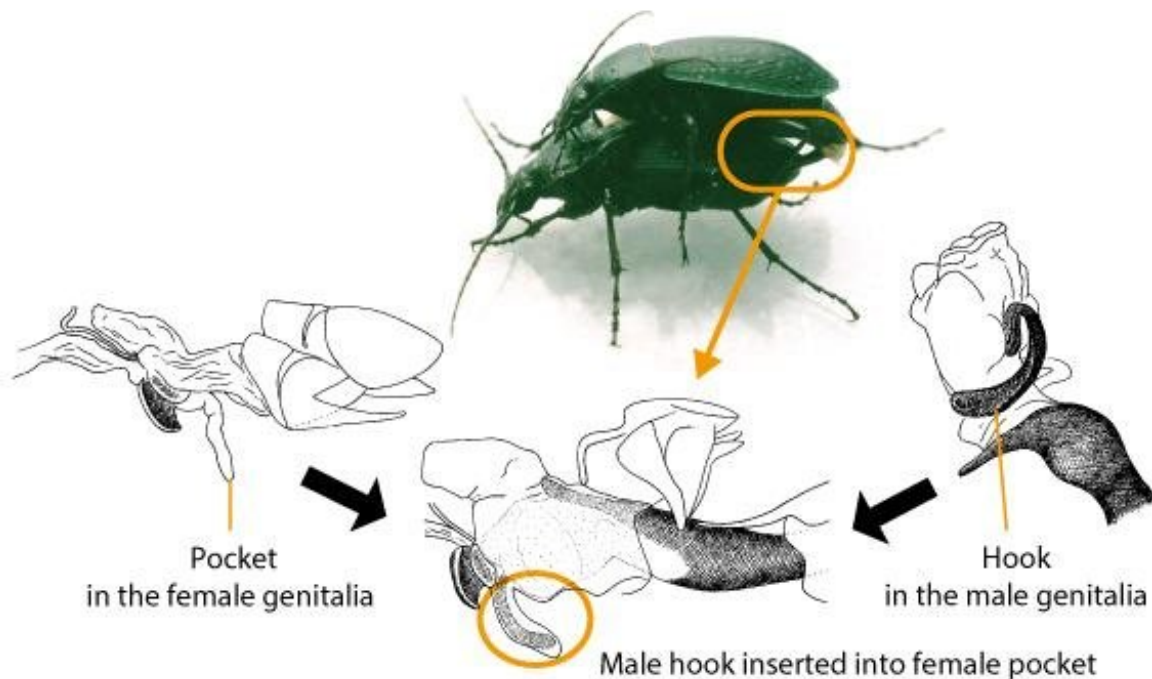 Pocket
in the female genitalia
Hook
in the male genitalia
Male hook inserted into female pocket